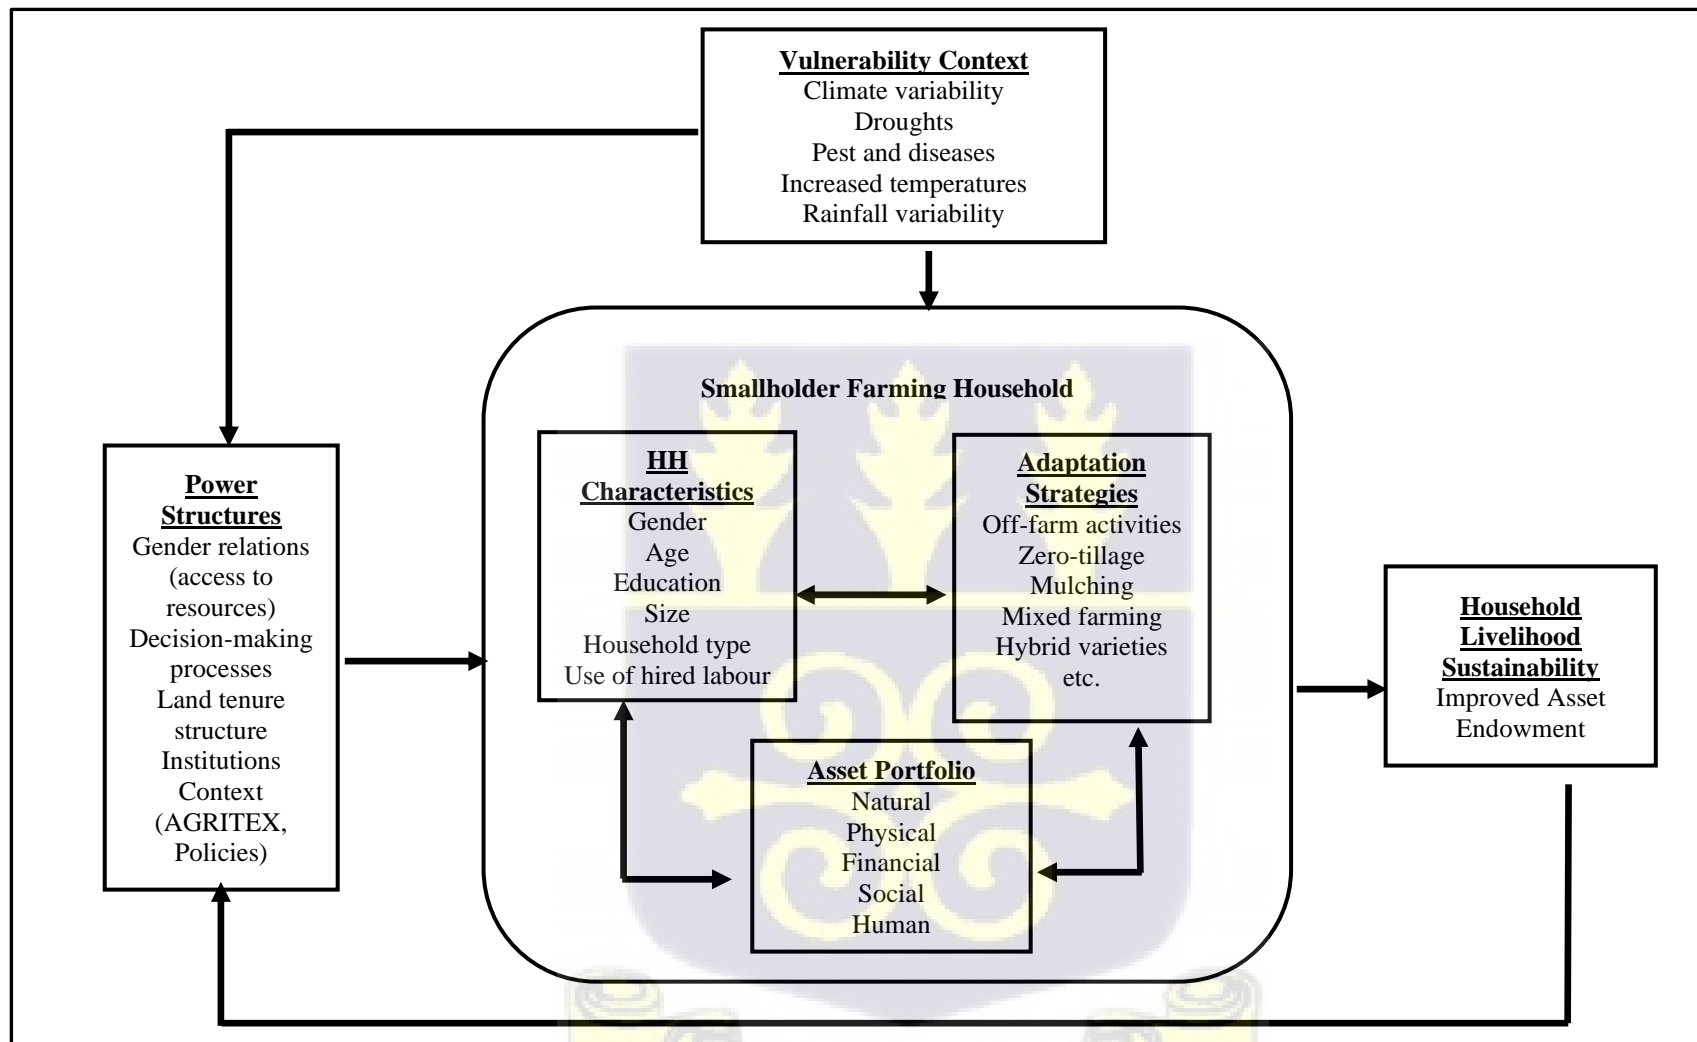 Vulnerability Context
Climate variability
Droughts
Pest and diseases
Increased temperatures
Rainfall variability
Smallholder Farming Household
Power
Structures
Gender relations
(access to
resources)
Decision-making
processes
Land tenure
structure
Institutions
Context
(AGRITEX,
Policies)
HH
Characteristics
Gender
Age
Education
Size
Household type
Use of hired labour
Adaptation
Strategies
Off-farm activities
Zero-tillage
Mulching
Mixed farming
Hybrid varieties
etc.
Asset Portfolio
Natural
Physical
Financial
Social
Human
Household
Livelihood
Sustainability
Improved Asset
Endowment